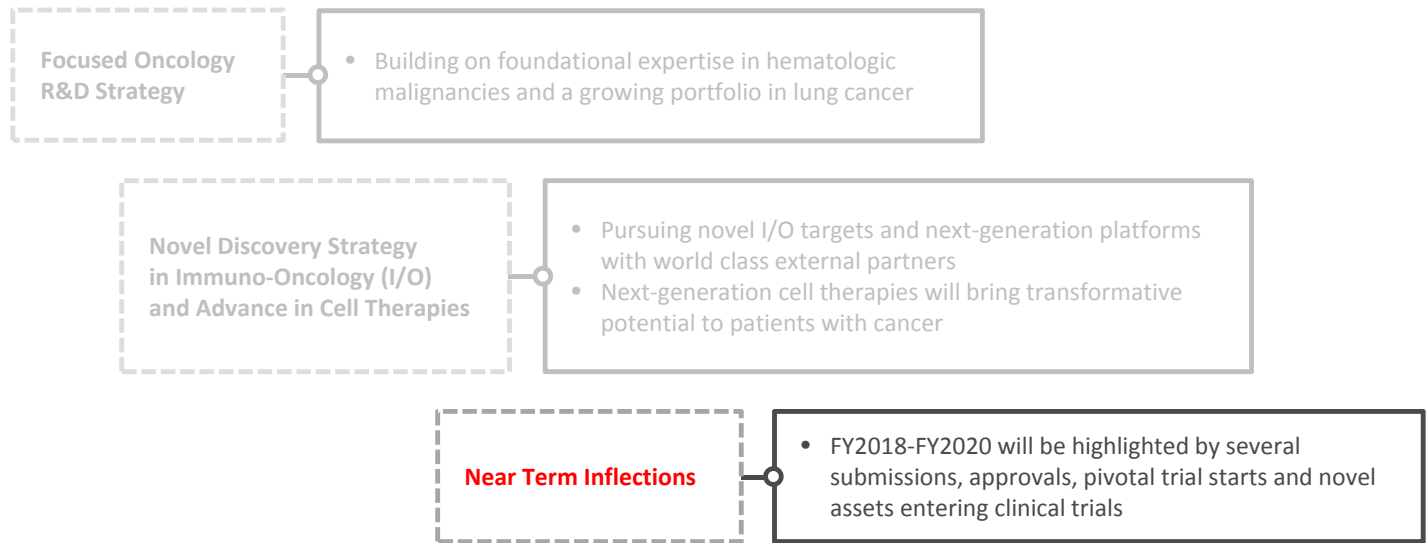 Focused Oncology
R&D Strategy
• Building on foundational expertise in hematologic
malignancies and a growing portfolio in lung cancer
Novel Discovery Strategy
in Immuno-Oncology (I/O)
and Advance in Cell Therapies
• Pursuing novel I/O targets and next-generation platforms
with world class external partners
• Next-generation cell therapies will bring transformative
potential to patients with cancer
Near Term Inflections
• FY2018-FY2020 will be highlighted by several
submissions, approvals, pivotal trial starts and novel
assets entering clinical trials